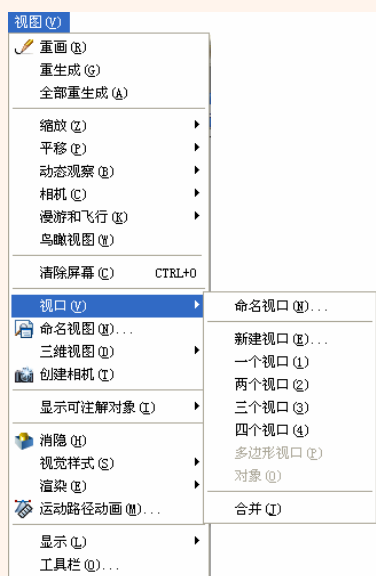 视图(V)
重画(R)
重生成(G)
全部重生成(A)
缩放(Z)
平移(P)
动态观察(B)
相机(C)
漫游和飞行(K)
鸟瞰视图(W)
清除屏幕(C) CTRL+0
视口(V)
命名视图(N)...
三维视图(D)
创建相机(T)
显示可注解对象(I)
消隐(H)
视觉样式(S)
渲染(E)
运动路径动画(M)...
显示(L)
工具栏(O)...
命名视口(N)...
新建视口(E)...
一个视口(1)
两个视口(2)
三个视口(3)
四个视口(4)
多边形视口(P)
对象(O)
合并(J)